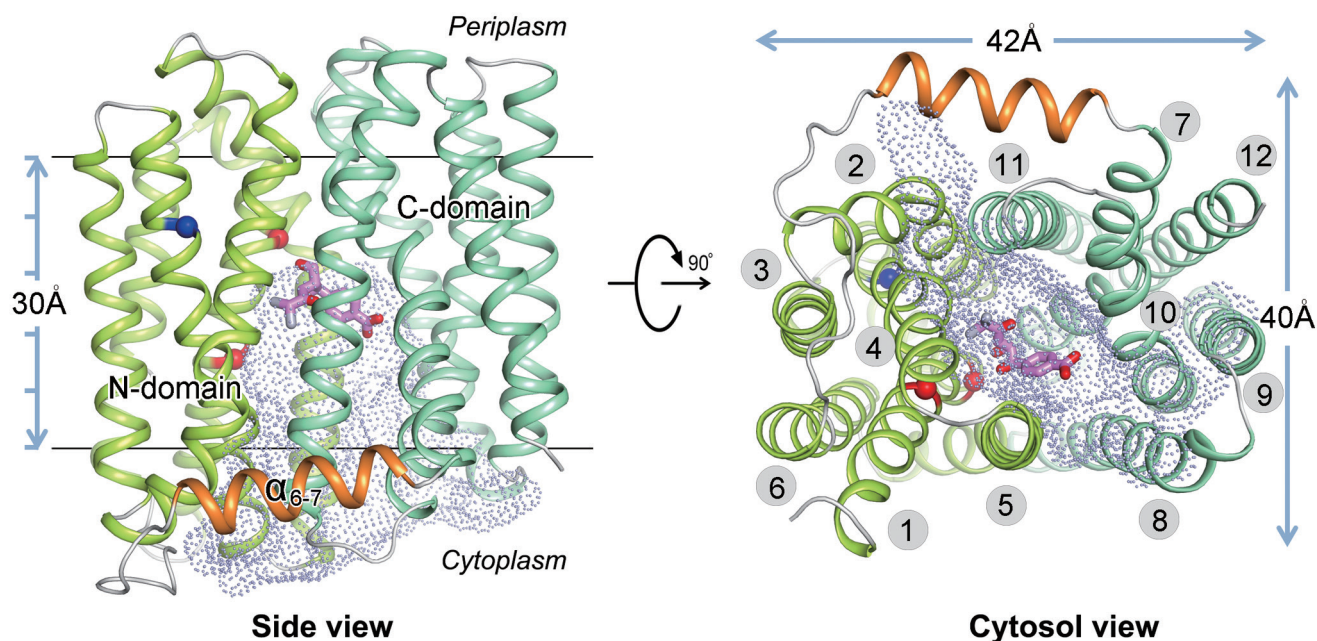 Periplasm
C-domain
30Å
N-domain
α6-7
Cytoplasm
Side view
90°
42Å
7
2
11
12
3
10
40Å
4
9
6
5
8
1
Cytosol view